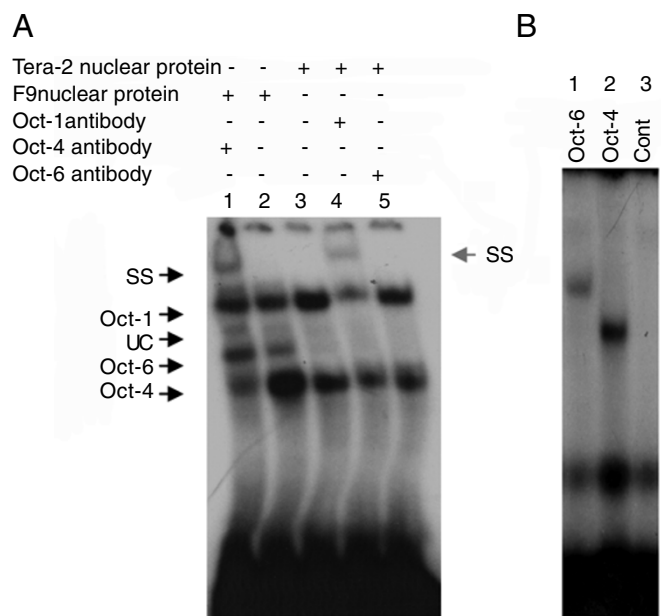 A
B
Tera-2 nuclear protein - - + + +
F9nuclear protein + + - - -
Oct-1antibody - - - + -
Oct-4 antibody + - - - -
Oct-6 antibody - - - - +
1 2 3 4 5
SS
Oct-1
UC
Oct-6
Oct-4
SS
1 2 3
Oct-6 Oct-4 Cont